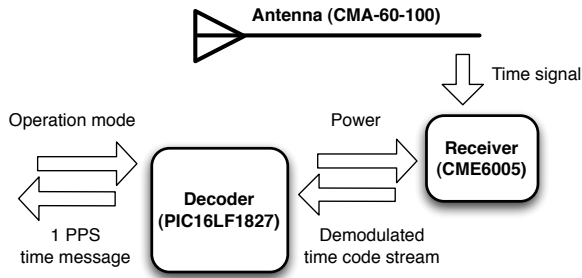 Antenna (CMA-60-100)
Time signal
Operation mode
Power
Receiver
(CME6005)
Decoder
(PIC16LF1827)
1 PPS
time message
Demodulated
time code stream